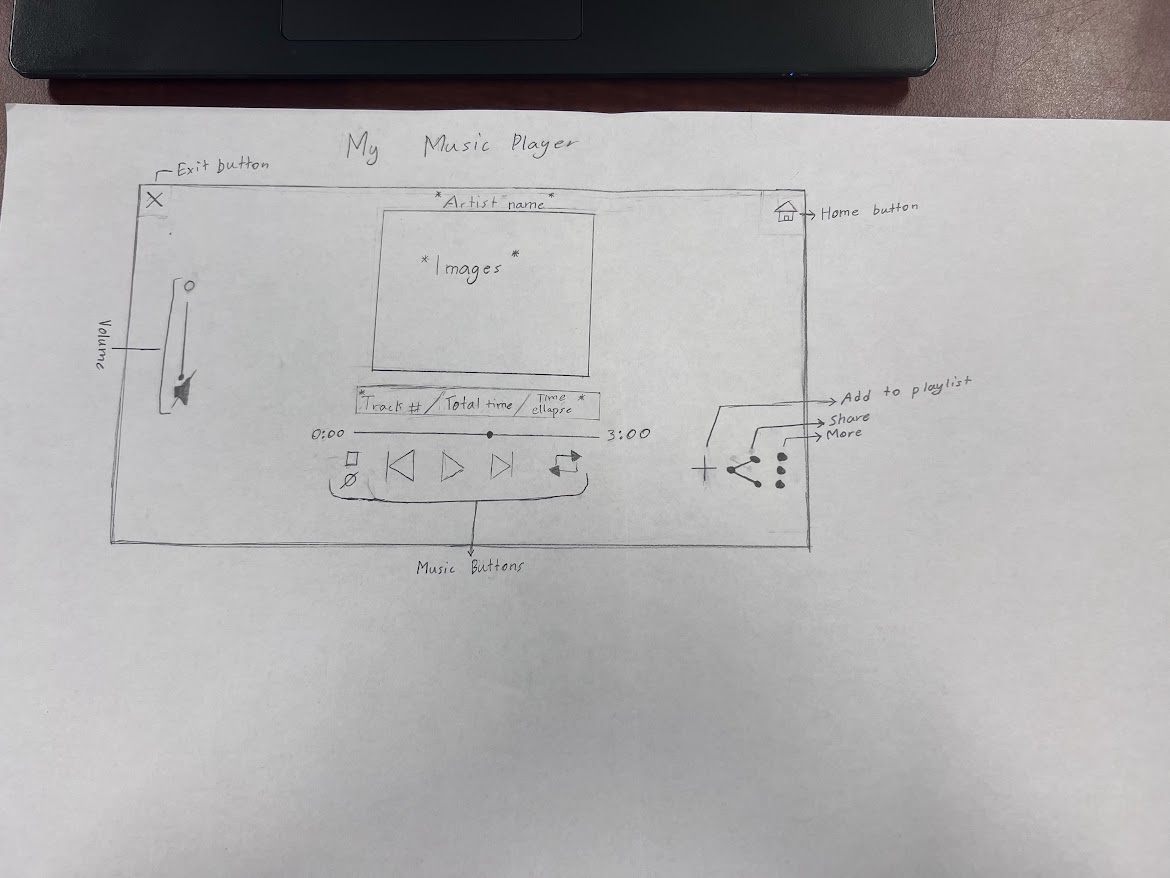 My Music Player
Exit button
*Artist name*
Home button
*Images*
Volume
Add to playlist
Share
More
*Track # / Total time / Time ellapse*
0:00
3:00
Music Buttons